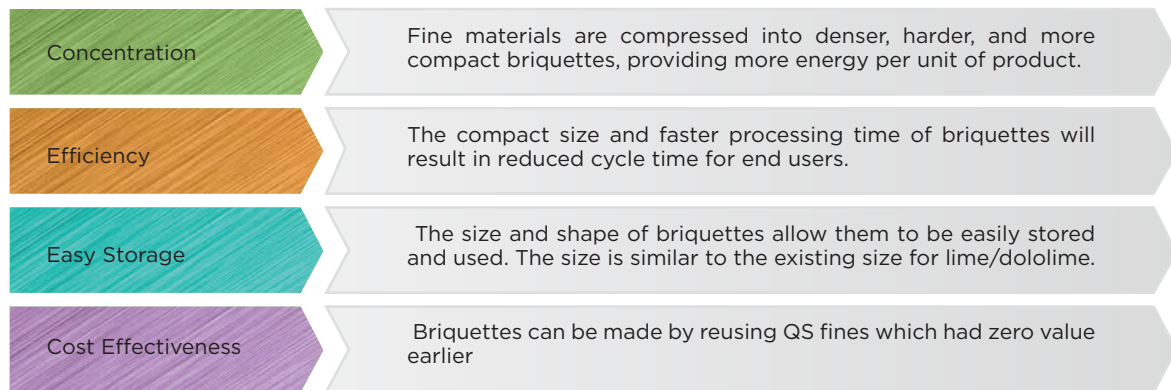 Concentration
Fine materials are compressed into denser, harder, and more
compact briquettes, providing more energy per unit of product.
Efficiency
The compact size and faster processing time of briquettes will
result in reduced cycle time for end users.
Easy Storage
The size and shape of briquettes allow them to be easily stored
and used. The size is similar to the existing size for lime/dololime.
Cost Effectiveness
Briquettes can be made by reusing QS fines which had zero value
earlier